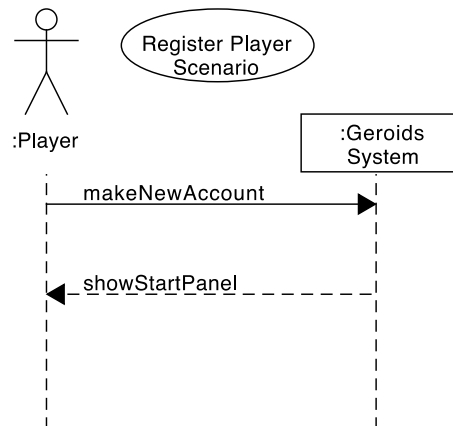 Register Player
Scenario
:Player
:Geroids
System
makeNewAccount
showStartPanel